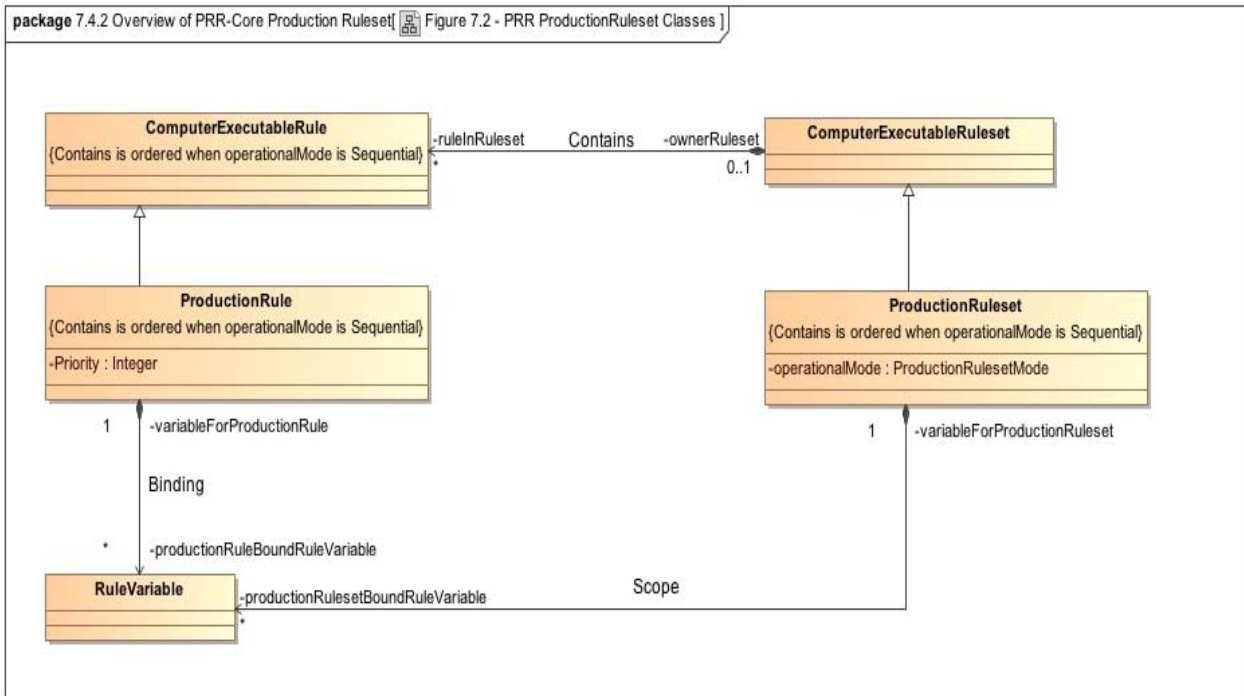 package 7.4.2 Overview of PRR-Core Production Ruleset[ Figure 7.2 - PRR ProductionRuleset Classes ]
ComputerExecutableRule
{Contains is ordered when operationalMode is Sequential}
-ruleInRuleset
*
Contains
-ownerRuleset
0..1
ComputerExecutableRuleset
ProductionRule
{Contains is ordered when operationalMode is Sequential}
-Priority : Integer
ProductionRuleset
{Contains is ordered when operationalMode is Sequential}
-operationalMode : ProductionRulesetMode
1
-variableForProductionRule
1
-variableForProductionRuleset
Binding
*
-productionRuleBoundRuleVariable
RuleVariable
-productionRulesetBoundRuleVariable
*
Scope